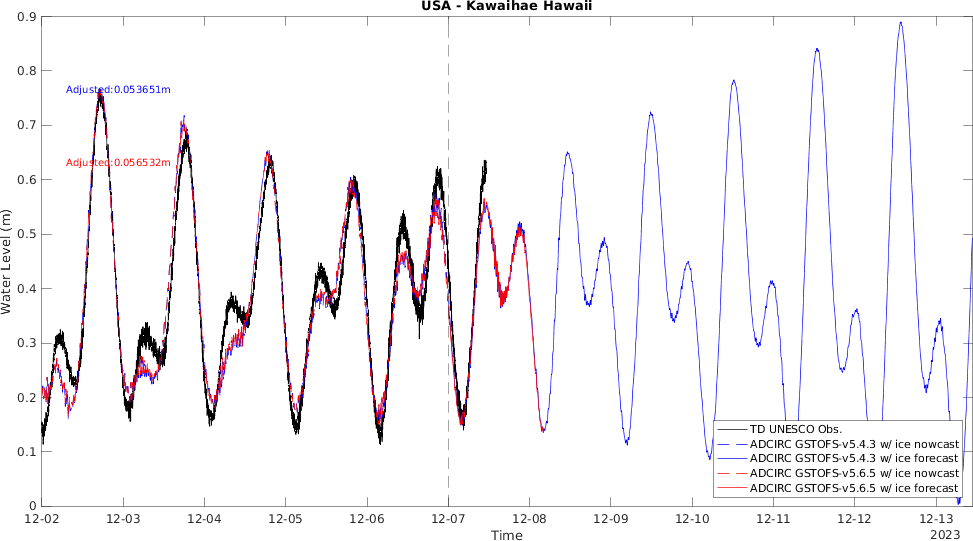 USA - Kawaihae Hawaii
0.9
0.8
0.7
0.6
0.5
0.4
0.3
0.2
0.1
0
Water Level (m)
Adjusted:0.053651m
Adjusted:0.056532m
TD UNESCO Obs.
ADCIRC GSTOFS-v5.4.3 w/ ice nowcast
ADCIRC GSTOFS-v5.4.3 w/ ice forecast
ADCIRC GSTOFS-v5.6.5 w/ ice nowcast
ADCIRC GSTOFS-v5.6.5 w/ ice forecast
12-02 12-03 12-04 12-05 12-06 12-07 12-08 12-09 12-10 12-11 12-12 12-13
2023
Time